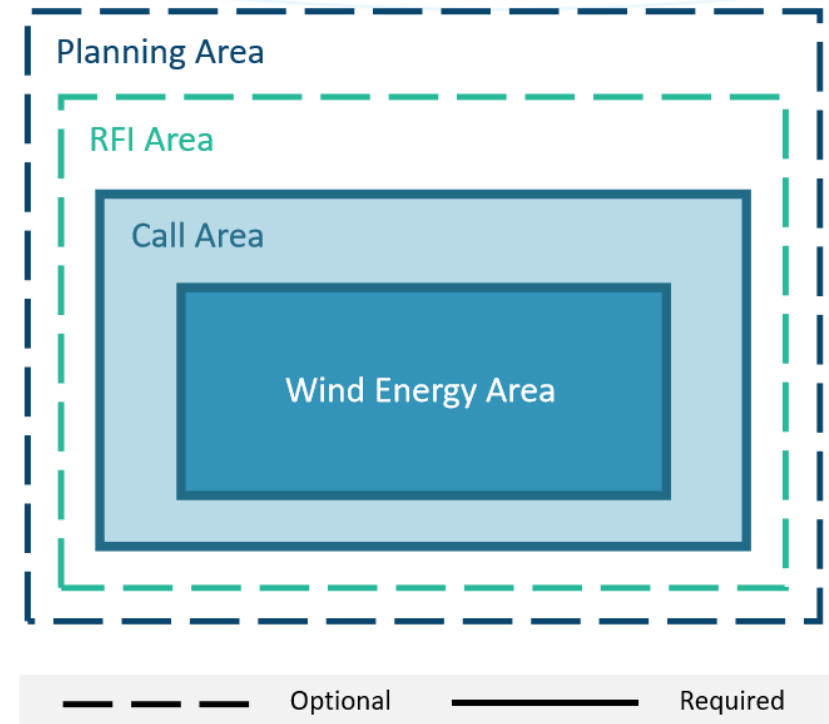 Planning Area
RFI Area
Call Area
Wind Energy Area
Optional Required